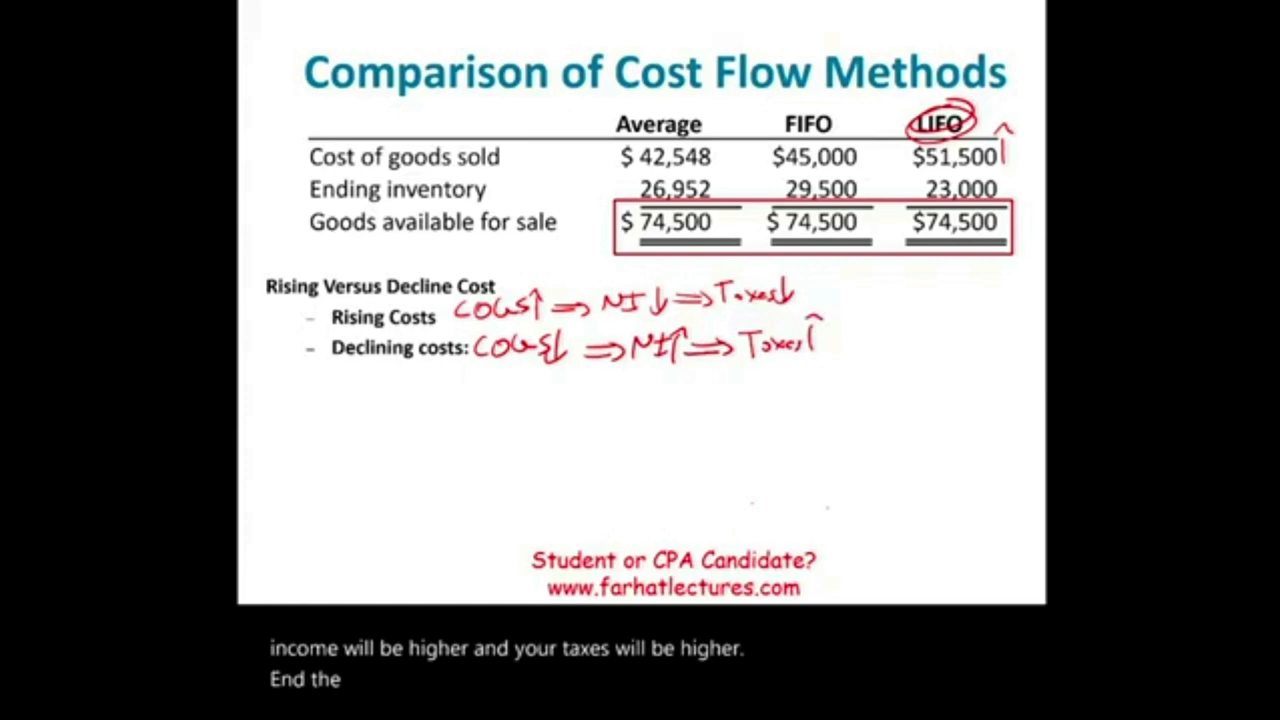 Comparison of Cost Flow Methods
Average FIFO LIFO
Cost of goods sold $ 42,548 $45,000 $51,500
Ending inventory 26,952 29,500 23,000
Goods available for sale $ 74,500 $ 74,500 $74,500
Rising Versus Decline Cost
– Rising Costs COGS↑ ⇒ NI↓ ⇒ Taxes↓
– Declining costs: COGS↓ ⇒ NI↑ ⇒ Taxes↑
Student or CPA Candidate?
www.farhatlectures.com
income will be higher and your taxes will be higher.
End the